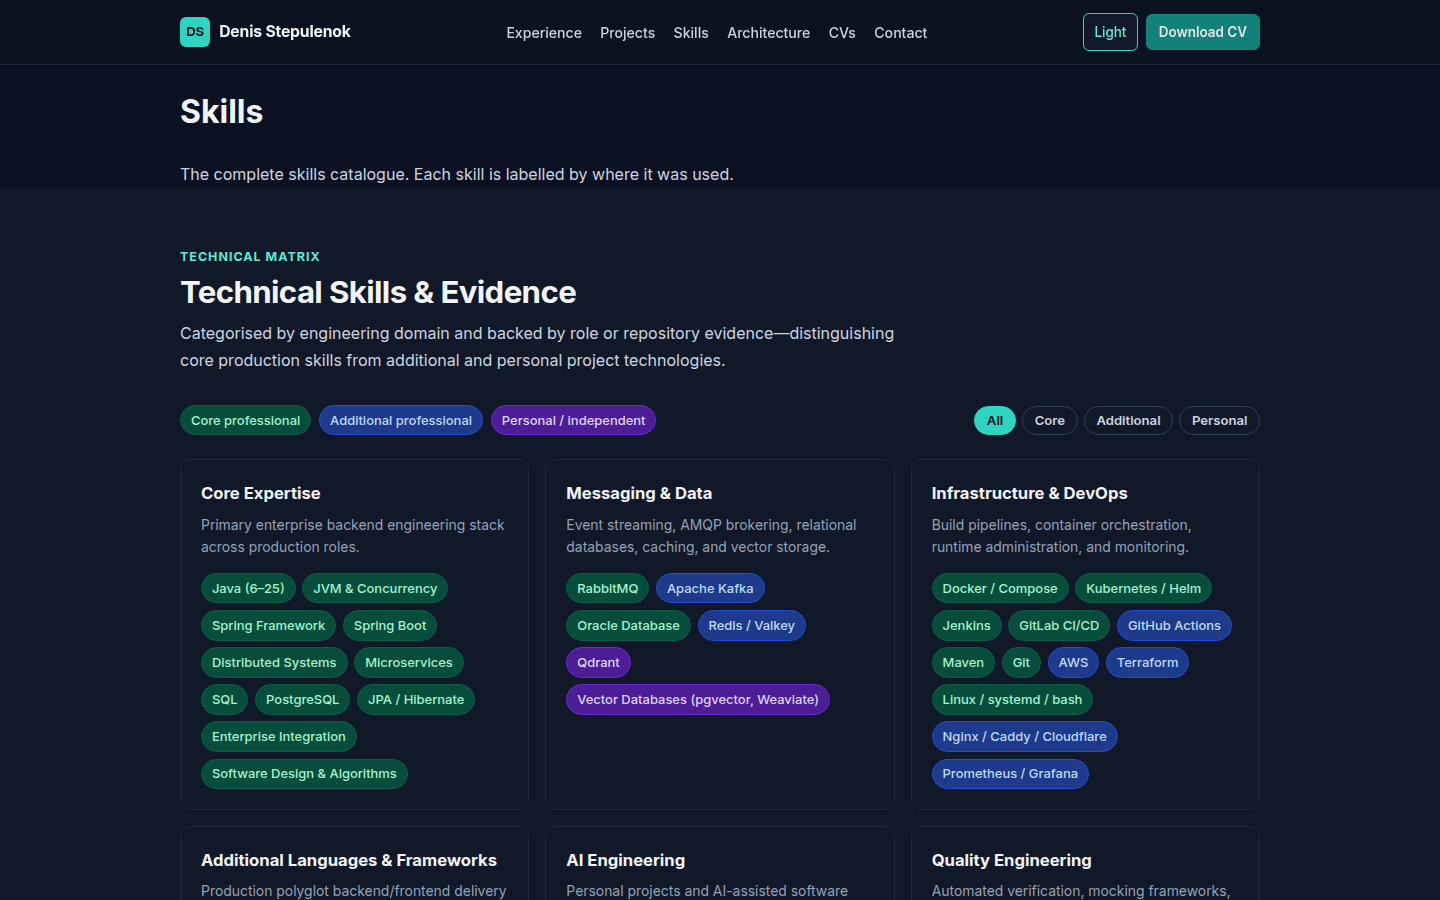 DS Denis Stepulenok Experience Projects Skills Architecture CVs Contact Light Download CV
Skills
The complete skills catalogue. Each skill is labelled by where it was used.
TECHNICAL MATRIX
Technical Skills & Evidence
Categorised by engineering domain and backed by role or repository evidence—distinguishing
core production skills from additional and personal project technologies.
Core professional Additional professional Personal / independent All Core Additional Personal
Core Expertise
Primary enterprise backend engineering stack
across production roles.
Java (6–25) JVM & Concurrency
Spring Framework Spring Boot
Distributed Systems Microservices
SQL PostgreSQL JPA / Hibernate
Enterprise Integration
Software Design & Algorithms
Messaging & Data
Event streaming, AMQP brokering, relational
databases, caching, and vector storage.
RabbitMQ Apache Kafka
Oracle Database Redis / Valkey
Qdrant
Vector Databases (pgvector, Weaviate)
Infrastructure & DevOps
Build pipelines, container orchestration,
runtime administration, and monitoring.
Docker / Compose Kubernetes / Helm
Jenkins GitLab CI/CD GitHub Actions
Maven Git AWS Terraform
Linux / systemd / bash
Nginx / Caddy / Cloudflare
Prometheus / Grafana
Additional Languages & Frameworks
Production polyglot backend/frontend delivery
AI Engineering
Personal projects and AI-assisted software
Quality Engineering
Automated verification, mocking frameworks,